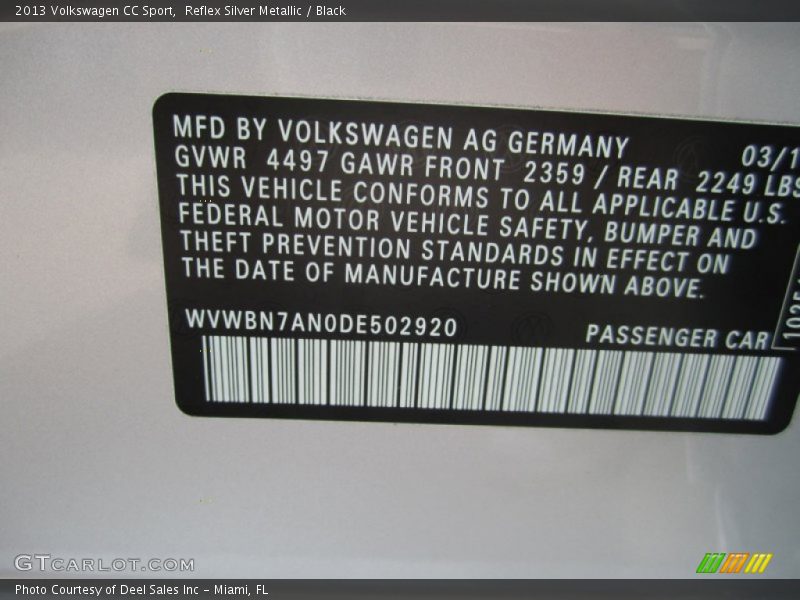 2013 Volkswagen CC Sport, Reflex Silver Metallic / Black
MFD BY VOLKSWAGEN AG GERMANY 03/1
GVWR 4497 GAWR FRONT 2359 / REAR 2249 LBS
THIS VEHICLE CONFORMS TO ALL APPLICABLE U.S.
FEDERAL MOTOR VEHICLE SAFETY, BUMPER AND
THEFT PREVENTION STANDARDS IN EFFECT ON
THE DATE OF MANUFACTURE SHOWN ABOVE.
WVWBN7AN0DE502920 PASSENGER CAR
GTCARLOT.COM
Photo Courtesy of Deel Sales Inc – Miami, FL